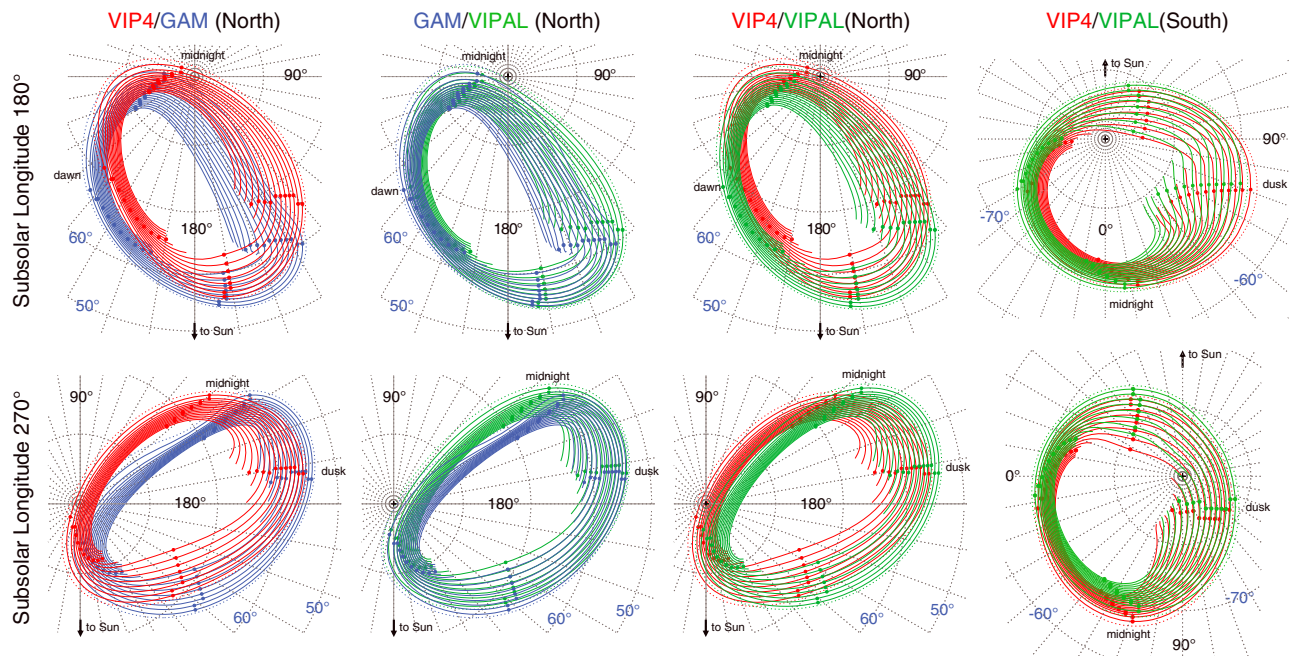 VIP4/GAM (North)
GAM/VIPAL (North)
VIP4/VIPAL(North)
VIP4/VIPAL(South)
Subsolar Longitude 180°
midnight
90°
dawn
180°
60°
50°
to Sun
midnight
90°
dawn
180°
60°
50°
to Sun
midnight
90°
dawn
180°
60°
50°
to Sun
to Sun
90°
dusk
-70°
0°
-60°
midnight
Subsolar Longitude 270°
90°
midnight
dusk
180°
50°
60°
to Sun
90°
midnight
dusk
180°
50°
60°
to Sun
90°
midnight
dusk
180°
50°
60°
to Sun
to Sun
0°
dusk
-60°
-70°
midnight
90°